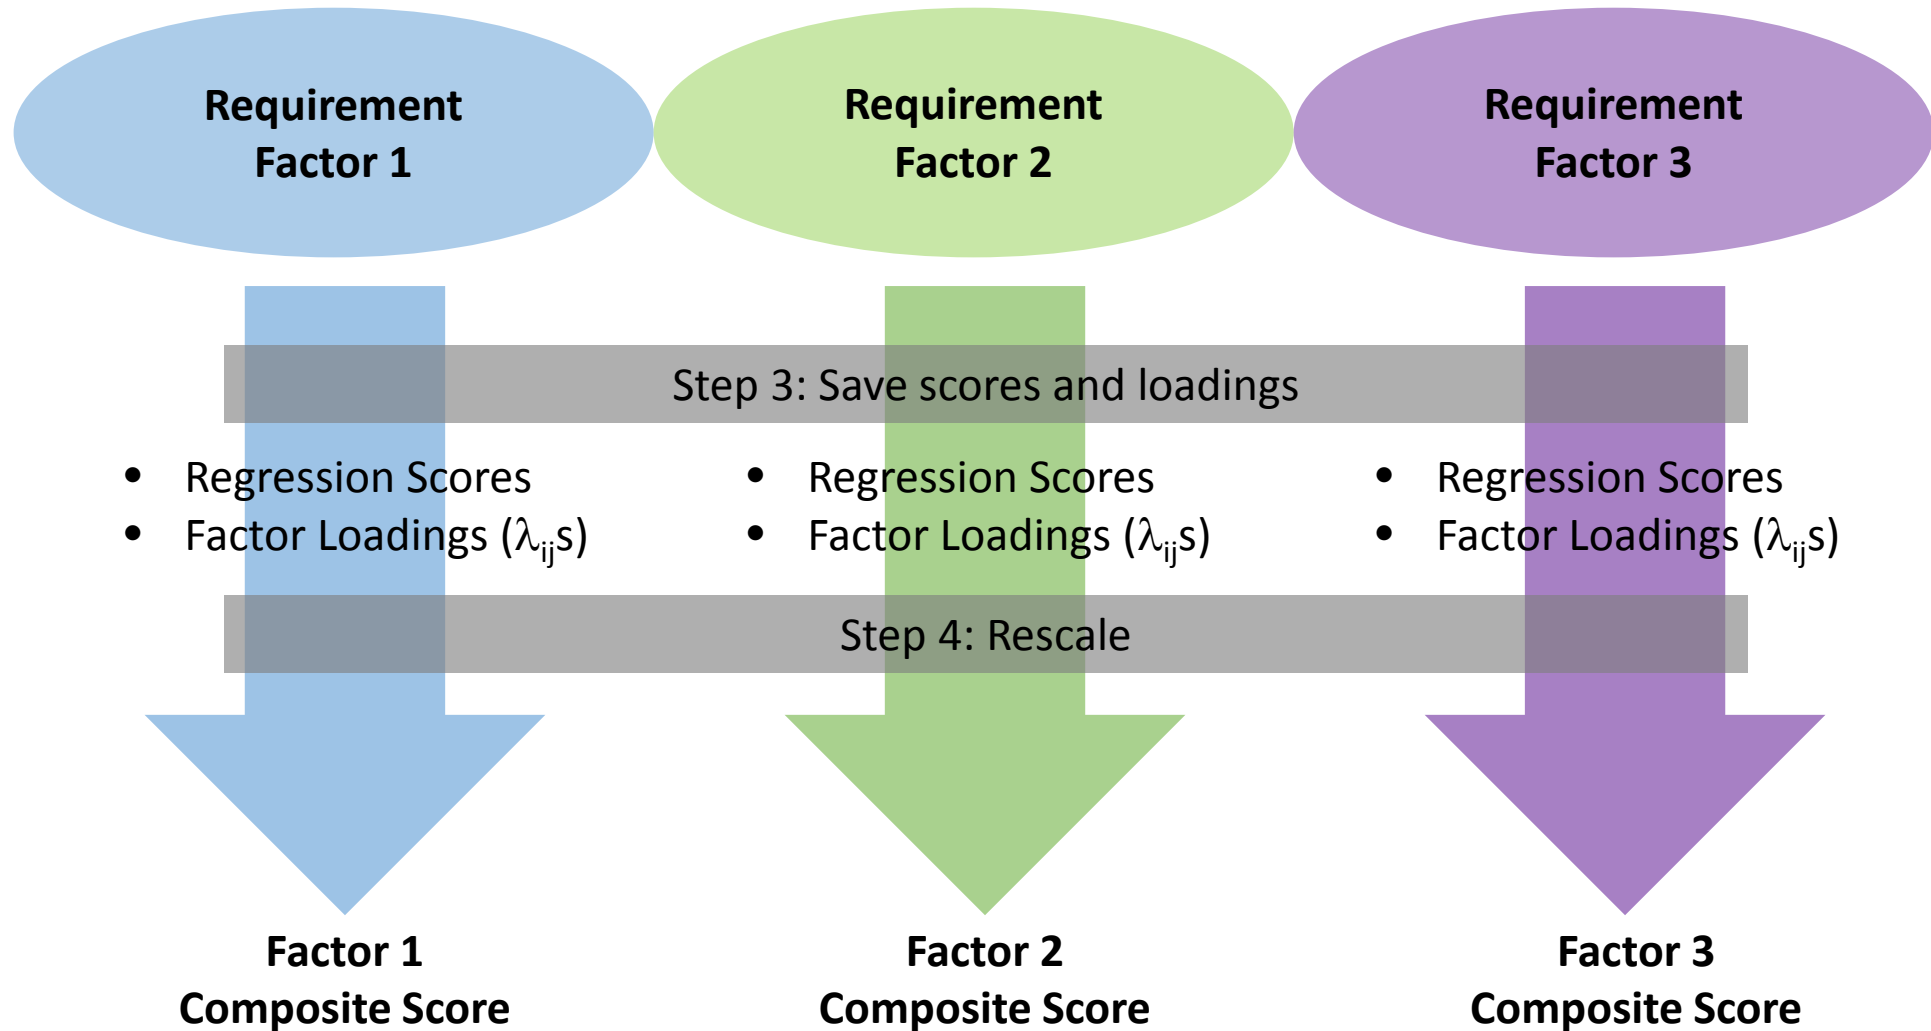 Requirement
Factor 1
Requirement
Factor 2
Requirement
Factor 3
Step 3: Save scores and loadings
• Regression Scores
• Factor Loadings (λijs)
• Regression Scores
• Factor Loadings (λijs)
• Regression Scores
• Factor Loadings (λijs)
Step 4: Rescale
Factor 1
Composite Score
Factor 2
Composite Score
Factor 3
Composite Score